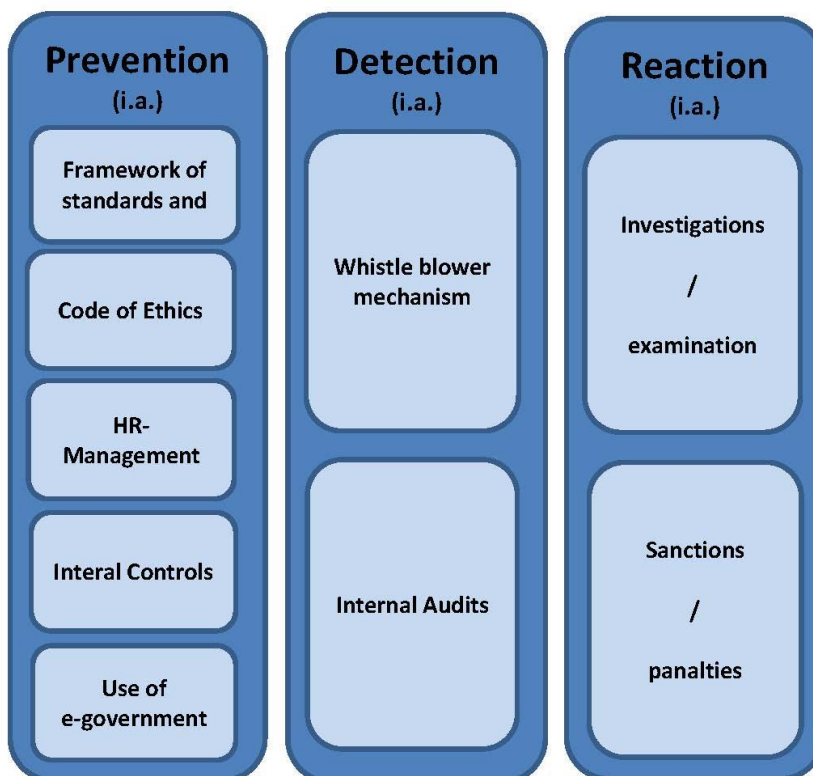 Prevention
(i.a.)
Framework of
standards and
Code of Ethics
HR-
Management
Interal Controls
Use of
e-government
Detection
(i.a.)
Whistle blower
mechanism
Internal Audits
Reaction
(i.a.)
Investigations
/
examination
Sanctions
/
panalties